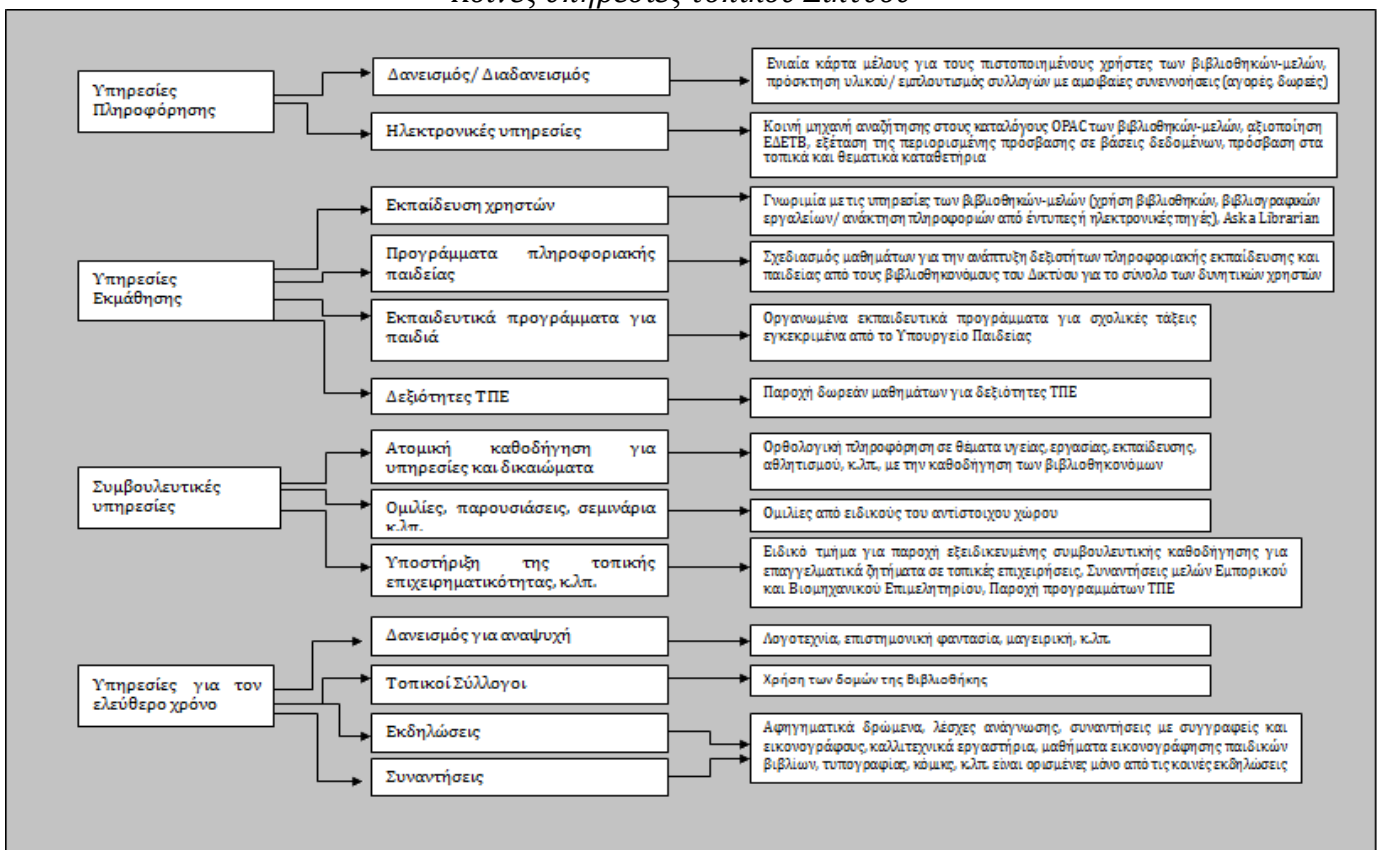 Κοινές υπηρεσίες τοπικού Δικτύου
Υπηρεσίες
Πληροφόρησης
Δανεισμός/ Διαδανεισμός
Ενιαία κάρτα μέλους για τους πιστοποιημένους χρήστες των βιβλιοθηκών-μελών,
πρόσκτηση υλικού/ εμπλουτισμός συλλογών με αμοιβαίες συνεννοήσεις (αγορές, δωρεές)
Ηλεκτρονικές υπηρεσίες
Κοινή μηχανή αναζήτησης στους καταλόγους OPAC των βιβλιοθηκών-μελών, αξιοποίηση
ΕΔΕΤΒ, εξέταση της περιορισμένης πρόσβασης σε βάσεις δεδομένων, πρόσβαση στα
τοπικά και θεματικά καταθετήρια
Υπηρεσίες
Εκμάθησης
Εκπαίδευση χρηστών
Γνωριμία με τις υπηρεσίες των βιβλιοθηκών-μελών (χρήση βιβλιοθηκών, βιβλιογραφικών
εργαλείων/ ανάκτηση πληροφοριών από έντυπες ή ηλεκτρονικές πηγές), Ask a Librarian
Προγράμματα πληροφοριακής
παιδείας
Σχεδιασμός μαθημάτων για την ανάπτυξη δεξιοτήτων πληροφοριακής εκπαίδευσης και
παιδείας από τους βιβλιοθηκονόμους του Δικτύου για το σύνολο των δυνητικών χρηστών
Εκπαιδευτικά προγράμματα για
παιδιά
Οργανωμένα εκπαιδευτικά προγράμματα για σχολικές τάξεις
εγκεκριμένα από το Υπουργείο Παιδείας
Δεξιότητες ΤΠΕ
Παροχή δωρεάν μαθημάτων για δεξιότητες ΤΠΕ
Συμβουλευτικές
υπηρεσίες
Ατομική καθοδήγηση για
υπηρεσίες και δικαιώματα
Ορθολογική πληροφόρηση σε θέματα υγείας, εργασίας, εκπαίδευσης,
αθλητισμού, κ.λπ., με την καθοδήγηση των βιβλιοθηκονόμων
Ομιλίες, παρουσιάσεις, σεμινάρια
κ.λπ.
Ομιλίες από ειδικούς του αντίστοιχου χώρου
Υποστήριξη της τοπικής
επιχειρηματικότητας, κ.λπ.
Ειδικό τμήμα για παροχή εξειδικευμένης συμβουλευτικής καθοδήγησης για
επαγγελματικά ζητήματα σε τοπικές επιχειρήσεις, Συναντήσεις μελών Εμπορικού
και Βιομηχανικού Επιμελητηρίου, Παροχή προγραμμάτων ΤΠΕ
Υπηρεσίες για τον
ελεύθερο χρόνο
Δανεισμός για αναψυχή
Λογοτεχνία, επιστημονική φαντασία, μαγειρική, κ.λπ.
Τοπικοί Σύλλογοι
Χρήση των δομών της Βιβλιοθήκης
Εκδηλώσεις
Συναντήσεις
Αφηγηματικά δρώμενα, λέσχες ανάγνωσης, συναντήσεις με συγγραφείς και
εικονογράφους, καλλιτεχνικά εργαστήρια, μαθήματα εικονογράφησης παιδικών
βιβλίων, τυπογραφίας, κόμικς, κ.λπ. είναι ορισμένες μόνο από τις κοινές εκδηλώσεις